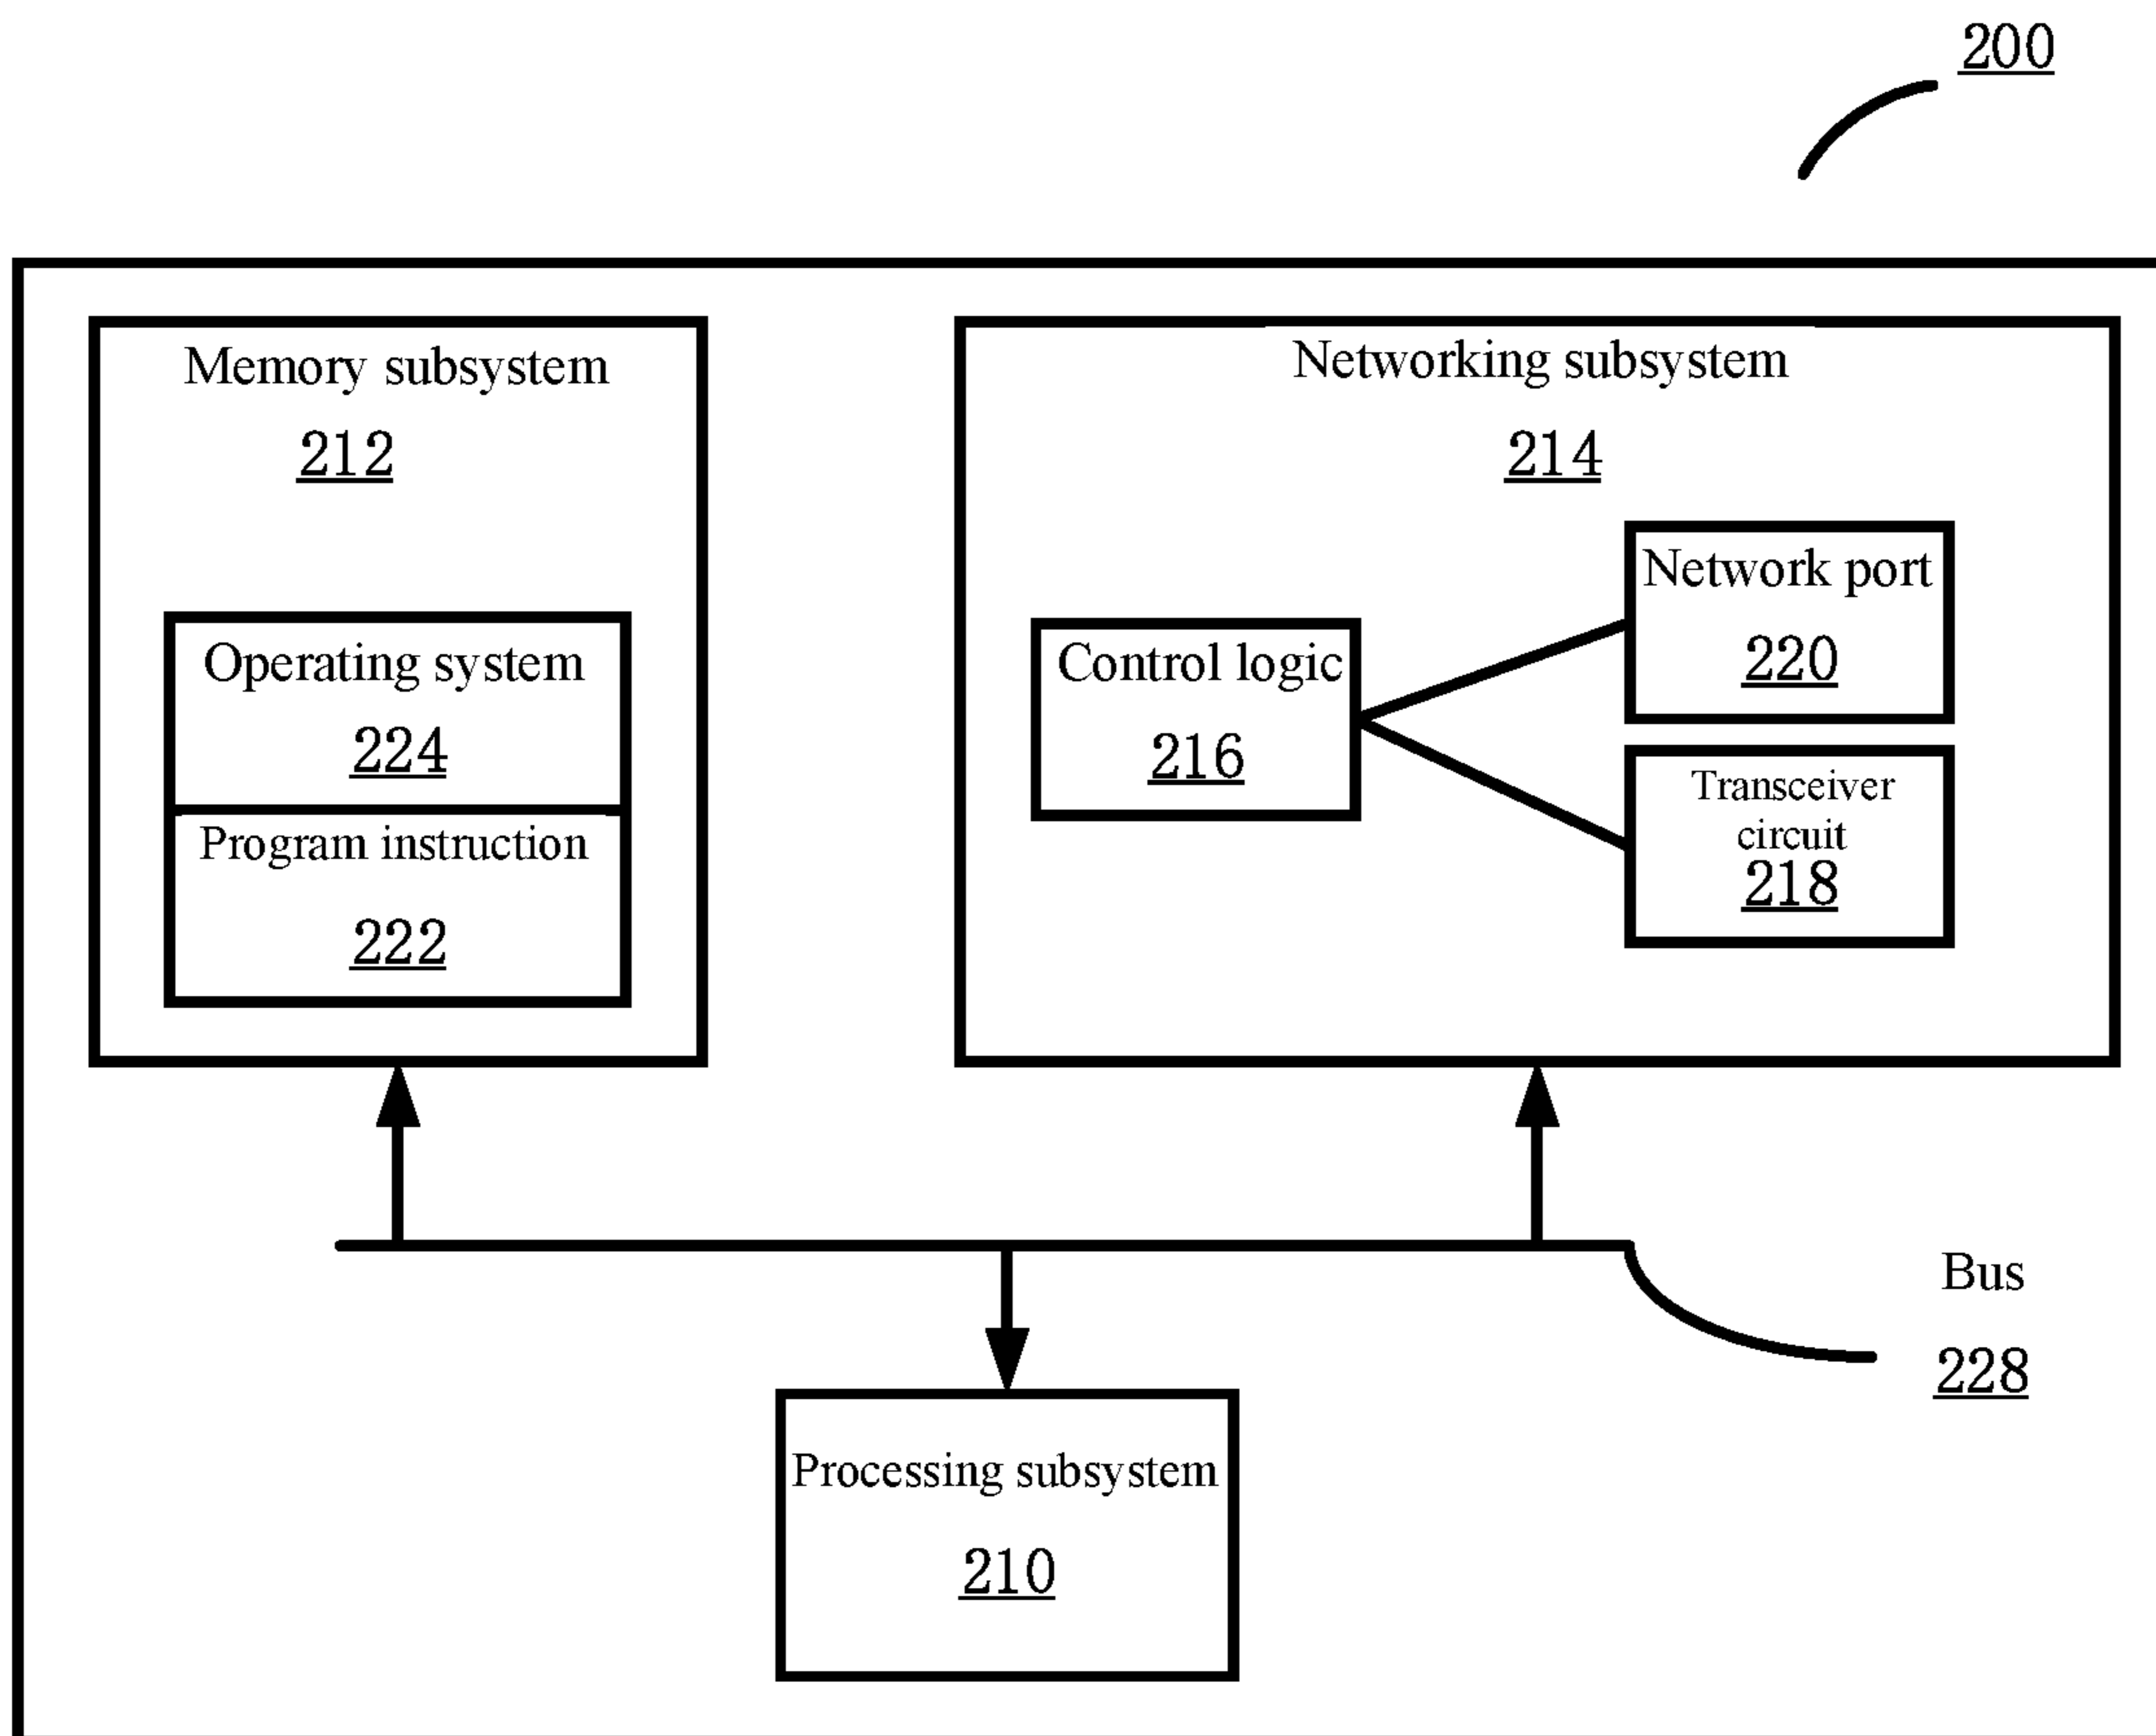 200
Memory subsystem
212
Operating system
224
Program instruction
222
Networking subsystem
214
Control logic
216
Network port
220
Transceiver
circuit
218
Bus
228
Processing subsystem
210